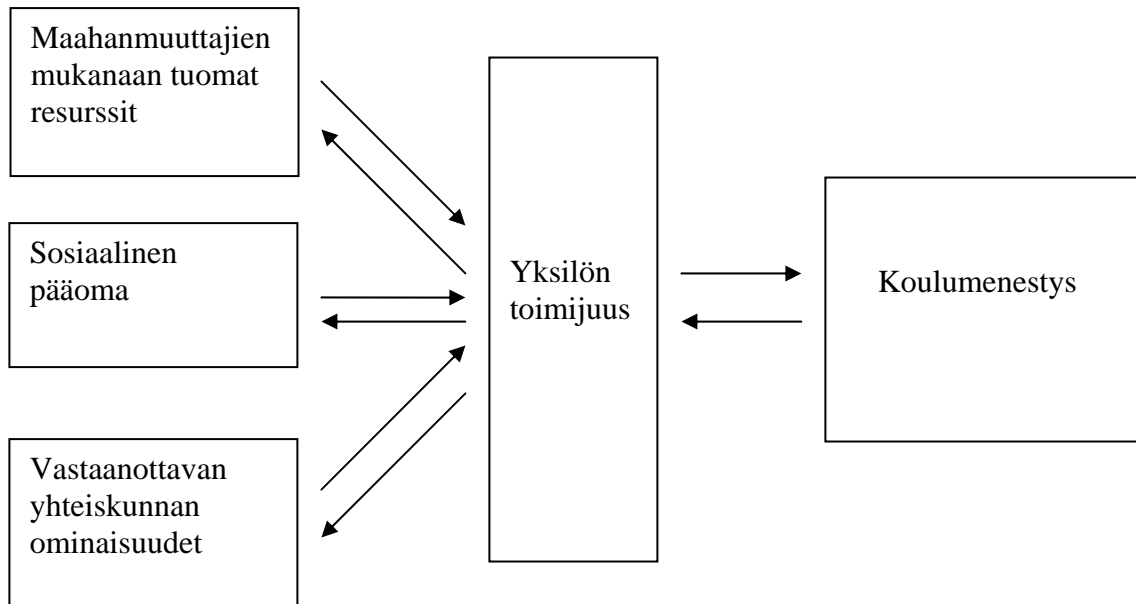 Maahanmuuttajien
mukanaan tuomat
resurssit
Sosiaalinen
pääoma
Vastaanottavan
yhteiskunnan
ominaisuudet
Yksilön
toimijuus
Koulumenestys